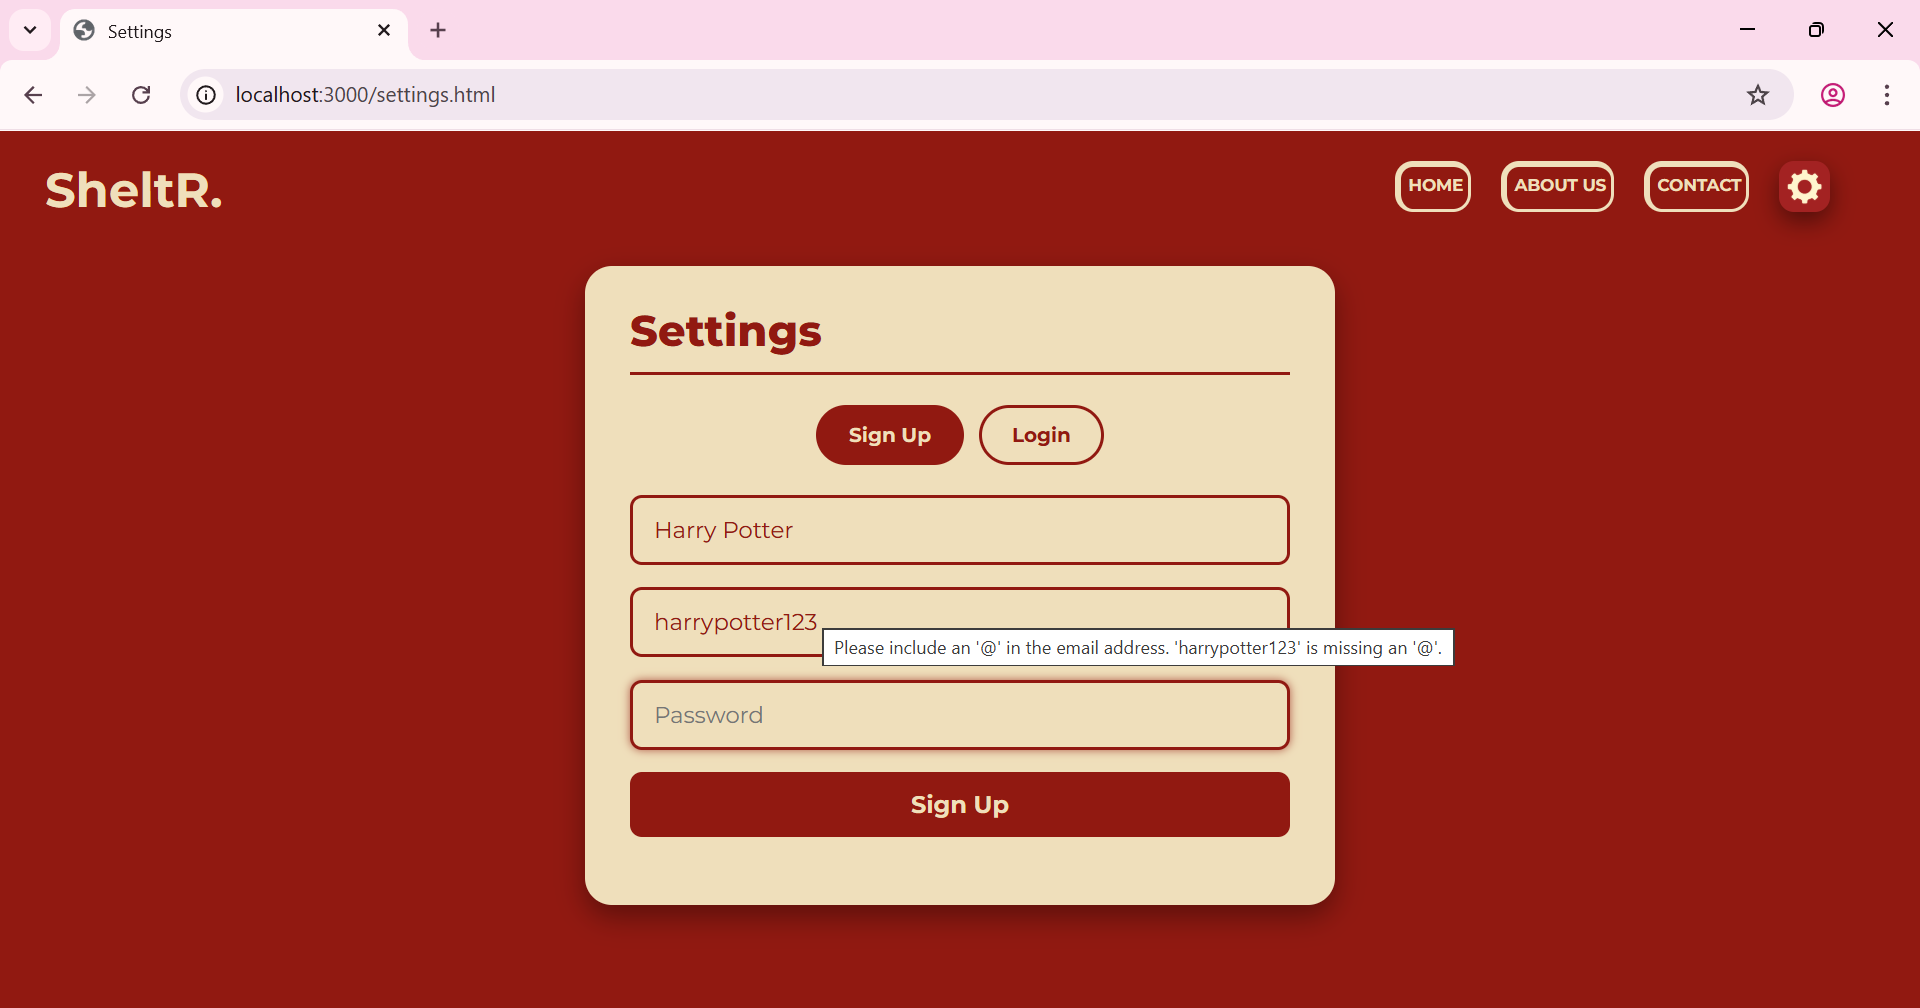 Settings
localhost:3000/settings.html
SheltR.
HOME
ABOUT US
CONTACT
Settings
Sign Up
Login
Harry Potter
harrypotter123
Please include an '@' in the email address. 'harrypotter123' is missing an '@'.
Password
Sign Up